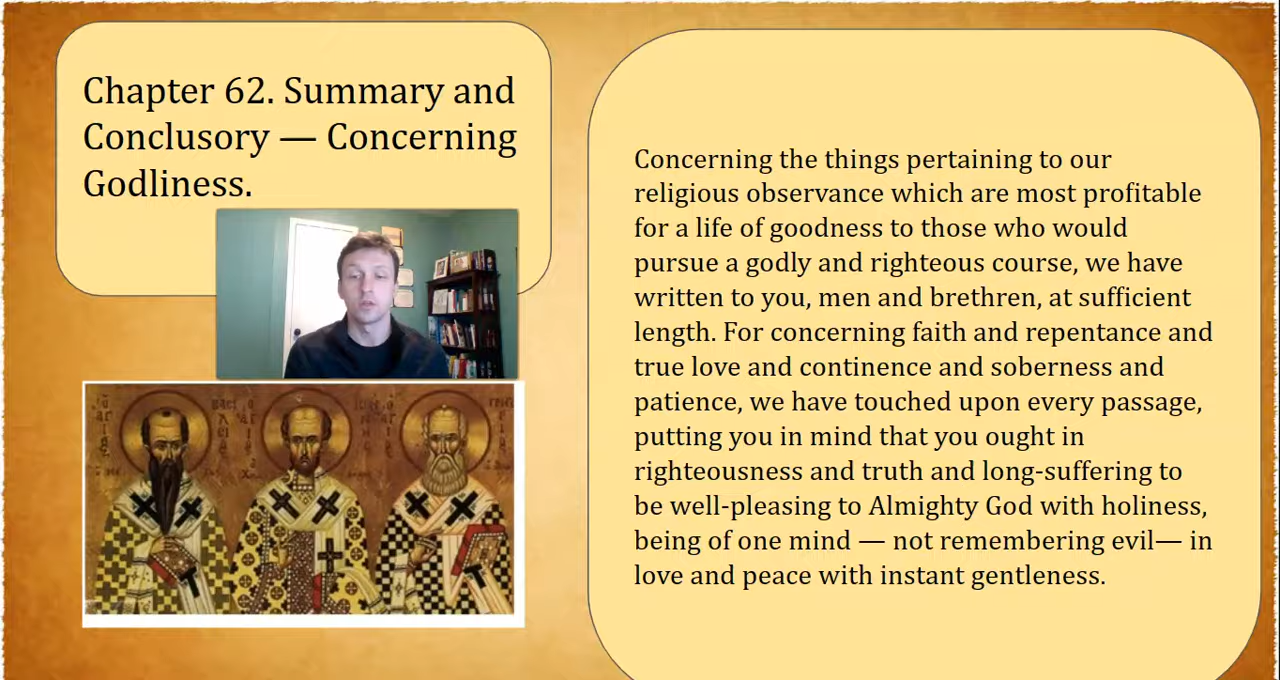 Chapter 62. Summary and
Conclusory — Concerning
Godliness.
Concerning the things pertaining to our
religious observance which are most profitable
for a life of goodness to those who would
pursue a godly and righteous course, we have
written to you, men and brethren, at sufficient
length. For concerning faith and repentance and
true love and continence and soberness and
patience, we have touched upon every passage,
putting you in mind that you ought in
righteousness and truth and long-suffering to
be well-pleasing to Almighty God with holiness,
being of one mind — not remembering evil— in
love and peace with instant gentleness.